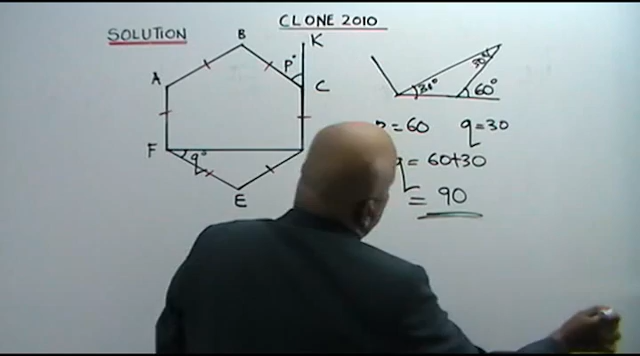 CLONE 2010
SOLUTION
B
K
P°
A
C
F
q°
E
30°
30°
60°
= 60
q = 30
q = 60+30
= 90